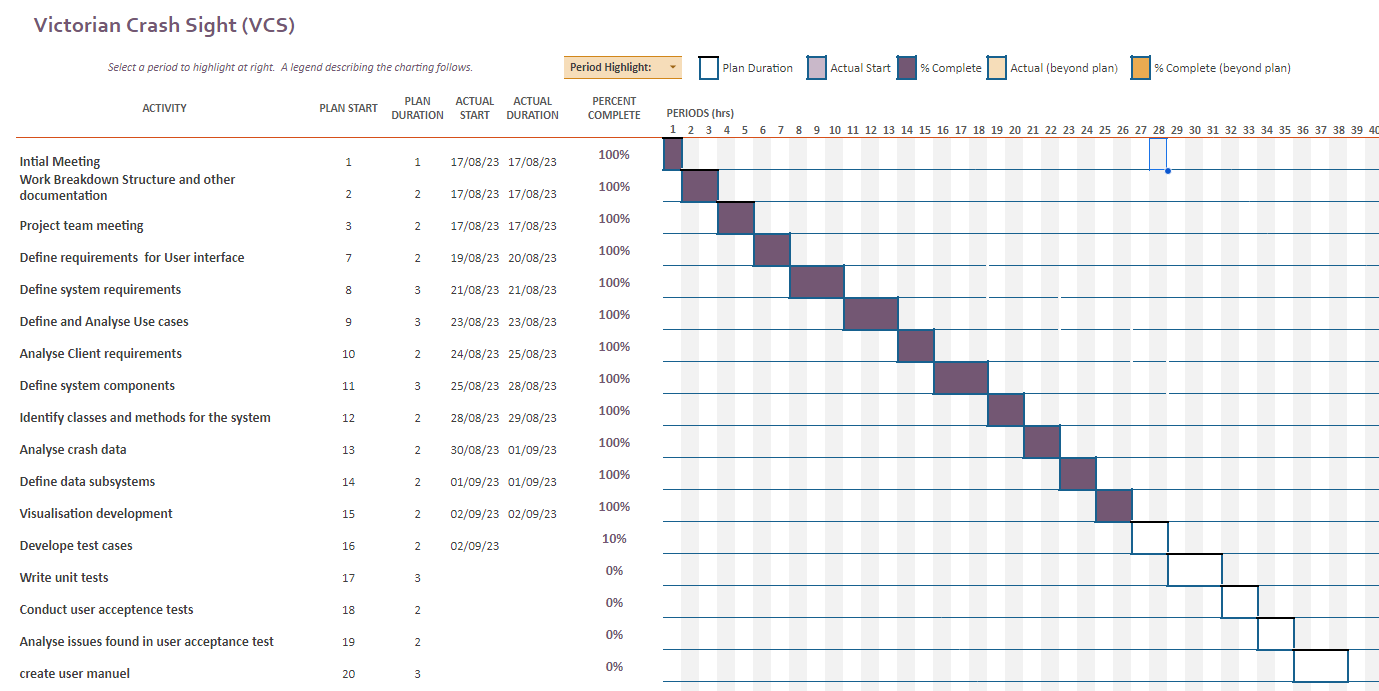 Victorian Crash Sight (VCS)
Select a period to highlight at right. A legend describing the charting follows.
Period Highlight:
Plan Duration
Actual Start
% Complete
Actual (beyond plan)
% Complete (beyond plan)
ACTIVITY PLAN START PLAN DURATION ACTUAL START ACTUAL DURATION PERCENT COMPLETE PERIODS (hrs)
1 2 3 4 5 6 7 8 9 10 11 12 13 14 15 16 17 18 19 20 21 22 23 24 25 26 27 28 29 30 31 32 33 34 35 36 37 38 39 40
Intial Meeting 1 1 17/08/23 17/08/23 100%
Work Breakdown Structure and other
documentation 2 2 17/08/23 17/08/23 100%
Project team meeting 3 2 17/08/23 17/08/23 100%
Define requirements for User interface 7 2 19/08/23 20/08/23 100%
Define system requirements 8 3 21/08/23 21/08/23 100%
Define and Analyse Use cases 9 3 23/08/23 23/08/23 100%
Analyse Client requirements 10 2 24/08/23 25/08/23 100%
Define system components 11 3 25/08/23 28/08/23 100%
Identify classes and methods for the system 12 2 28/08/23 29/08/23 100%
Analyse crash data 13 2 30/08/23 01/09/23 100%
Define data subsystems 14 2 01/09/23 01/09/23 100%
Visualisation development 15 2 02/09/23 02/09/23 100%
Develope test cases 16 2 02/09/23 10%
Write unit tests 17 3 0%
Conduct user acceptence tests 18 2 0%
Analyse issues found in user acceptance test 19 2 0%
create user manuel 20 3 0%